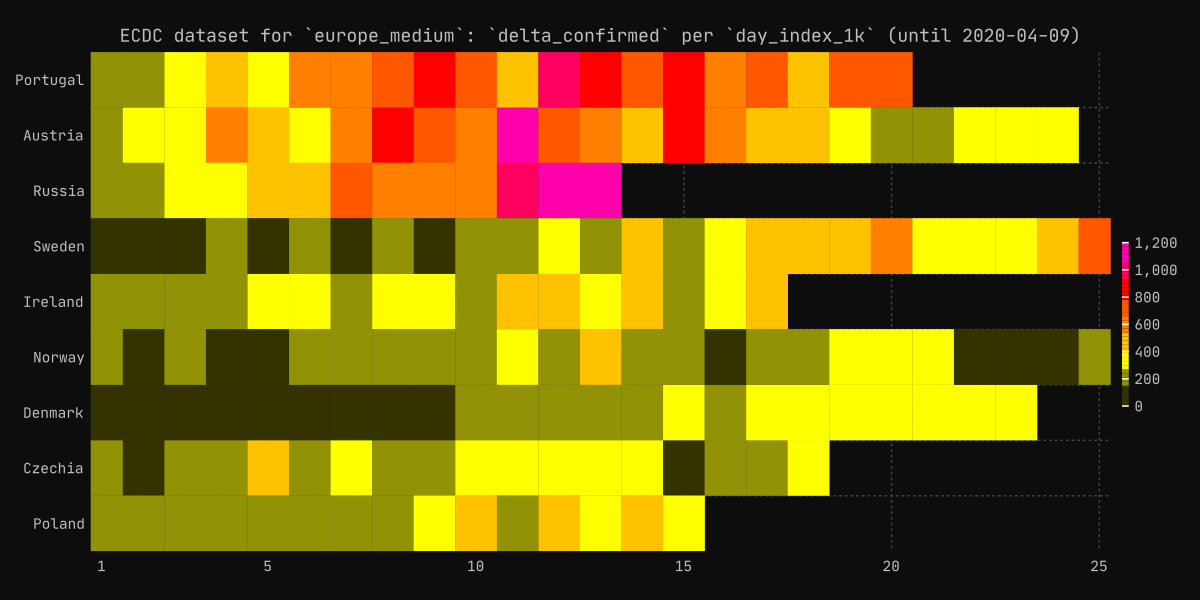 ECDC dataset for `europe_medium`: `delta_confirmed` per `day_index_1k` (until 2020-04-09)
Portugal
Austria
Russia
Sweden
Ireland
Norway
Denmark
Czechia
Poland
1 5 10 15 20 25
1,200
1,000
800
600
400
200
0